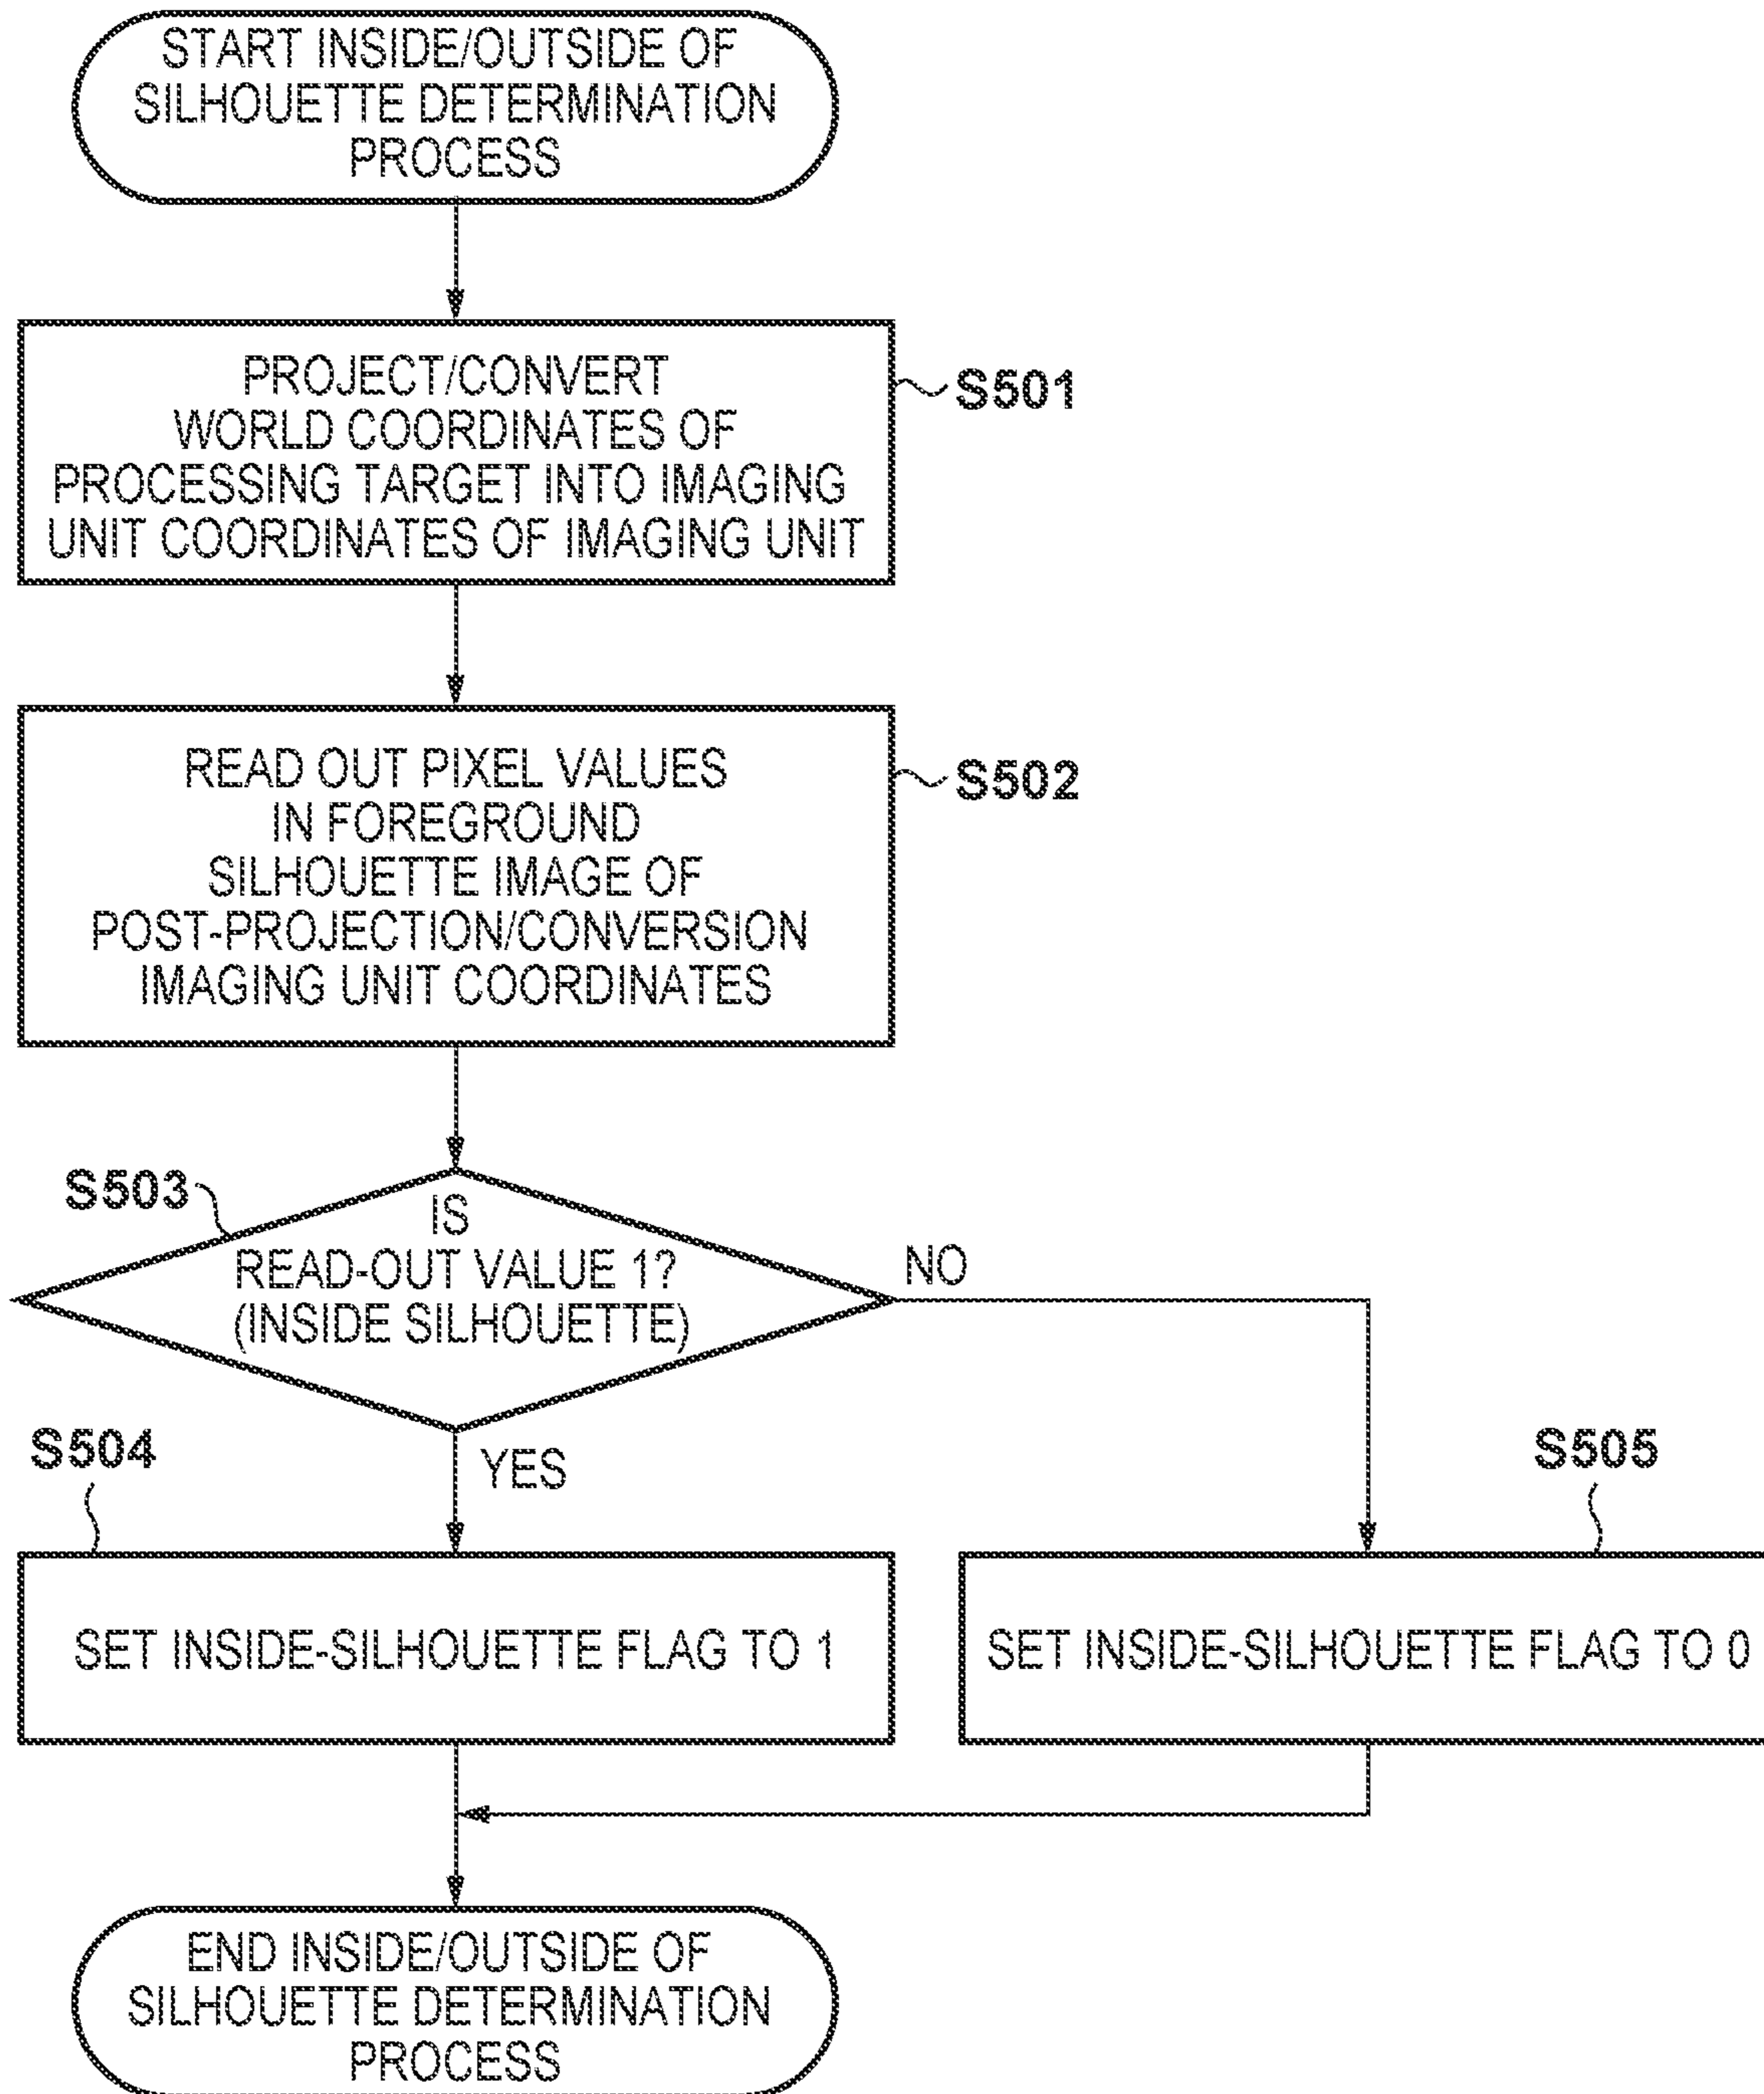 START INSIDE/OUTSIDE OF
SILHOUETTE DETERMINATION
PROCESS
PROJECT/CONVERT
WORLD COORDINATES OF
PROCESSING TARGET INTO IMAGING
UNIT COORDINATES OF IMAGING UNIT
S501
READ OUT PIXEL VALUES
IN FOREGROUND
SILHOUETTE IMAGE OF
POST-PROJECTION/CONVERSION
IMAGING UNIT COORDINATES
S502
S503
IS
READ-OUT VALUE 1?
(INSIDE SILHOUETTE)
NO
YES
S504
SET INSIDE-SILHOUETTE FLAG TO 1
S505
SET INSIDE-SILHOUETTE FLAG TO 0
END INSIDE/OUTSIDE OF
SILHOUETTE DETERMINATION
PROCESS